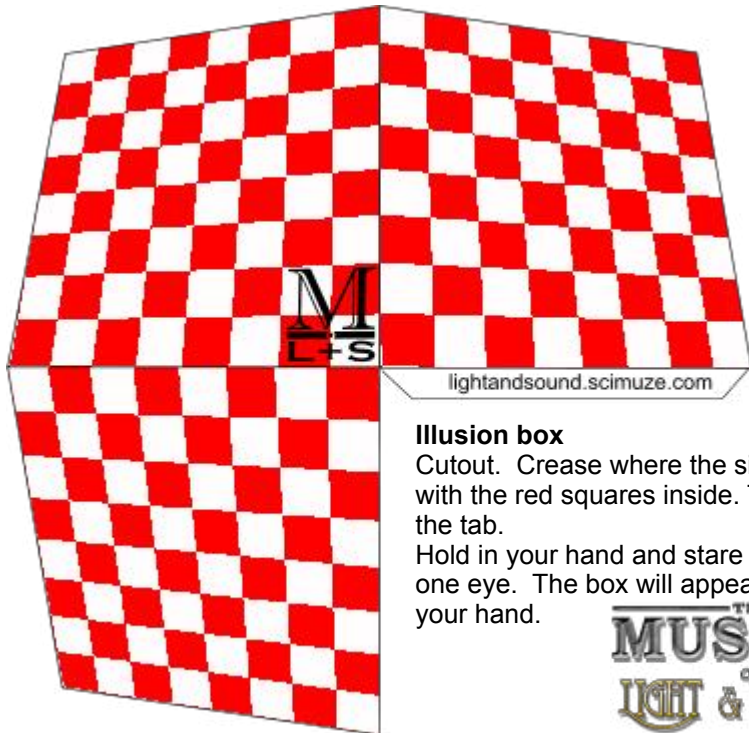 M
L+S
lightandsound.scimuze.com
Illusion box
Cutout. Crease where the si
with the red squares inside.
the tab.
Hold in your hand and stare
one eye. The box will appea
your hand.
MUS
LIGHT &